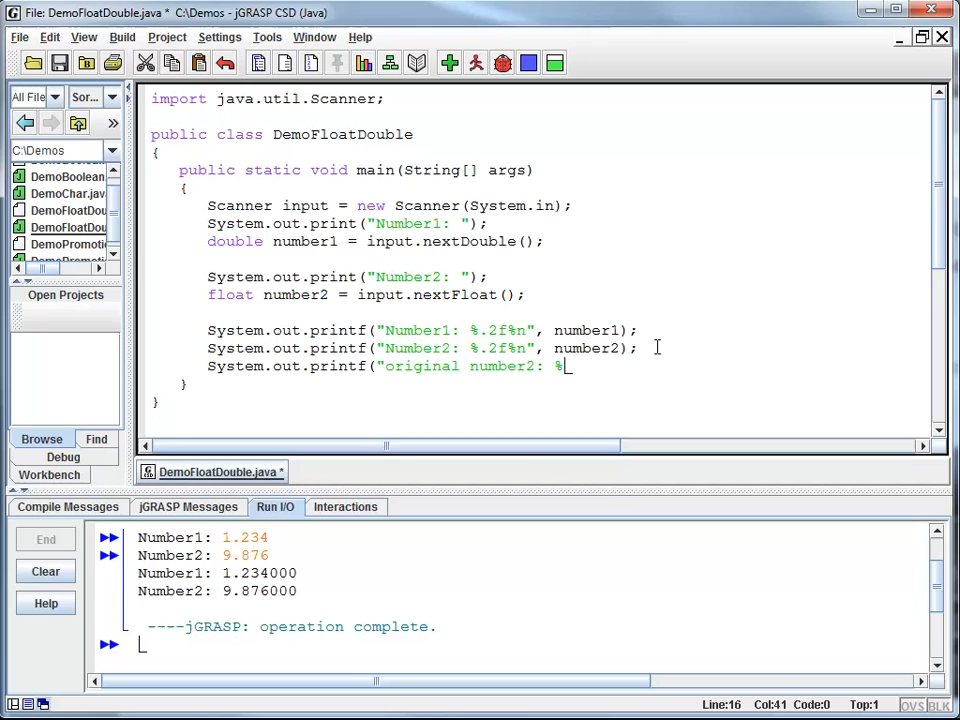 File: DemoFloatDouble.java * C:\Demos - jGRASP CSD (Java)
File Edit View Build Project Settings Tools Window Help
All File Sor...
C:\Demos
DemoBoolean
DemoChar.jav
DemoFloatDou
DemoFloatDou
DemoPromoti
Open Projects
Browse Find
Debug
Workbench
import java.util.Scanner;
public class DemoFloatDouble
{
public static void main(String[] args)
{
Scanner input = new Scanner(System.in);
System.out.print("Number1: ");
double number1 = input.nextDouble();
System.out.print("Number2: ");
float number2 = input.nextFloat();
System.out.printf("Number1: %.2f%n", number1);
System.out.printf("Number2: %.2f%n", number2);
System.out.printf("original number2: %
}
}
DemoFloatDouble.java *
Compile Messages jGRASP Messages Run I/O Interactions
End
Clear
Help
Number1: 1.234
Number2: 9.876
Number1: 1.234000
Number2: 9.876000
----jGRASP: operation complete.
Line:16 Col:41 Code:0 Top:1 OVS BLK